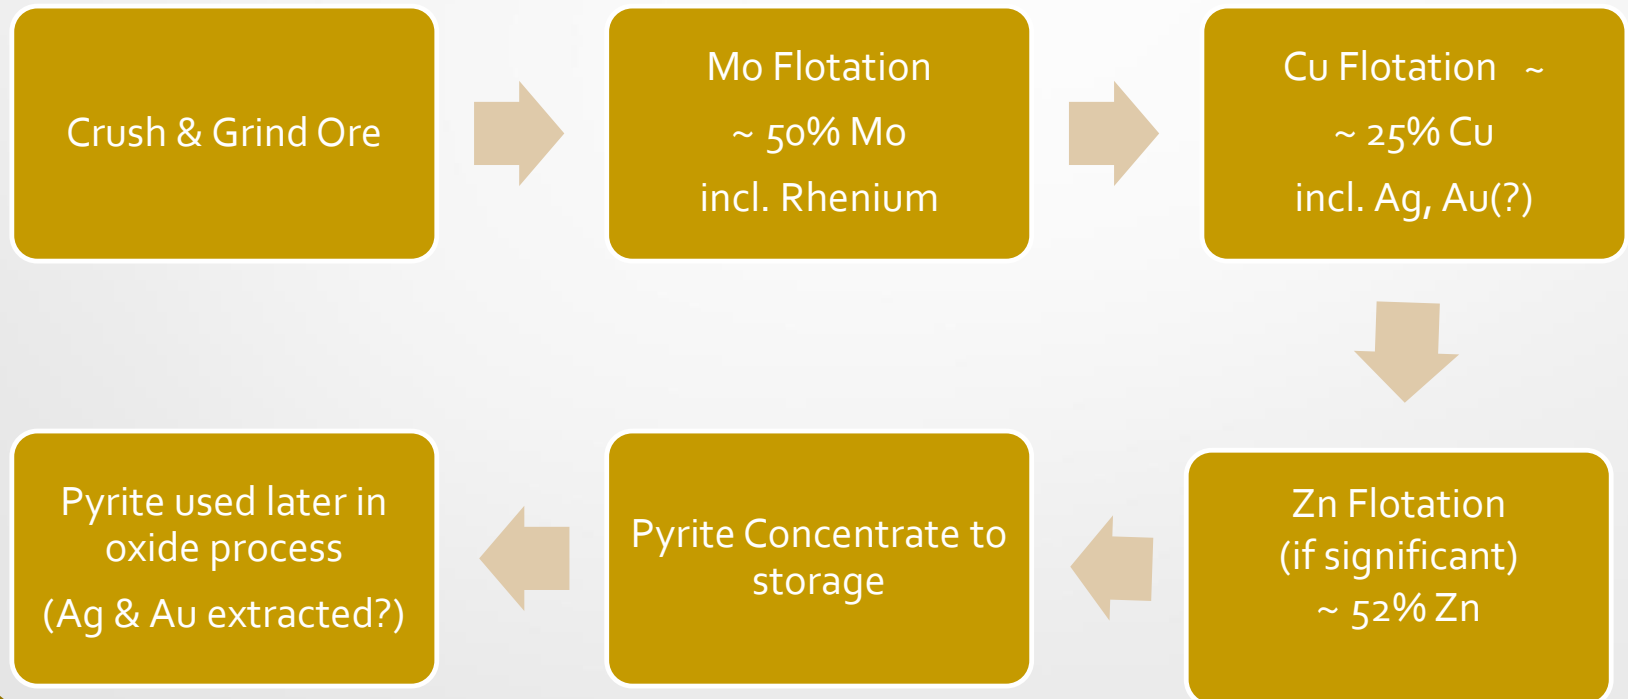 Crush & Grind Ore
Mo Flotation
~ 50% Mo
incl. Rhenium
Cu Flotation ~
~ 25% Cu
incl. Ag, Au(?)
Zn Flotation
(if significant)
~ 52% Zn
Pyrite Concentrate to
storage
Pyrite used later in
oxide process
(Ag & Au extracted?)